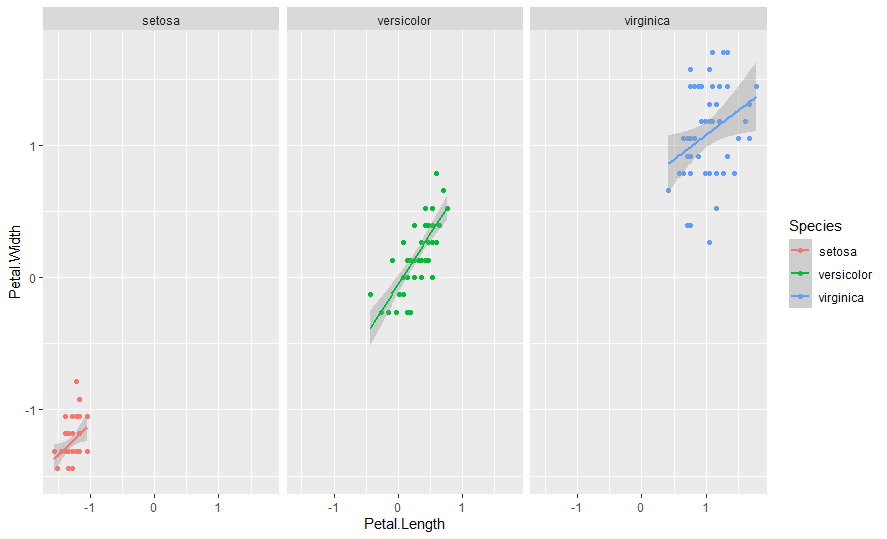 setosa versicolor virginica
Petal.Width
1
0
-1
-1 0 1 -1 0 1 -1 0 1
Petal.Length
Species
setosa
versicolor
virginica